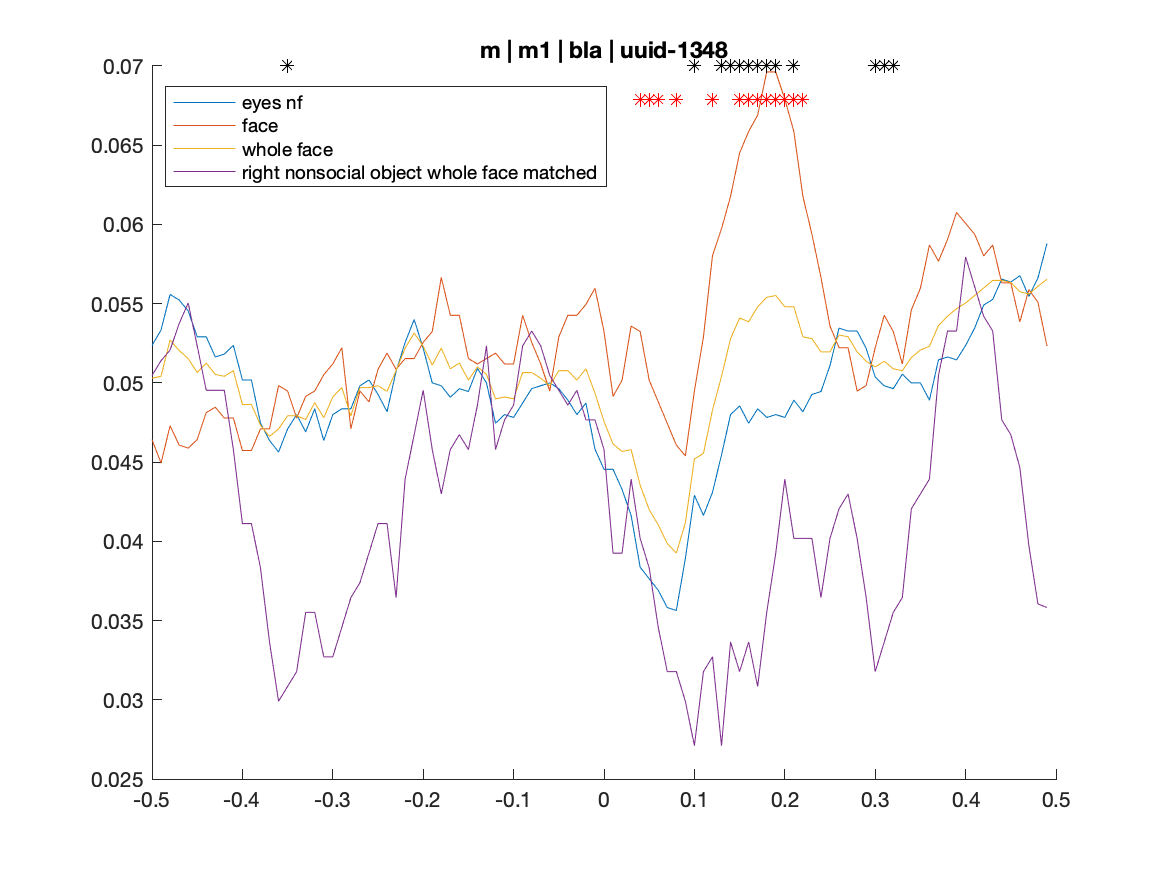 m | m1 | bla | uuid-1348
0.07
0.065
0.06
0.055
0.05
0.045
0.04
0.035
0.03
0.025
eyes nf
face
whole face
right nonsocial object whole face matched
-0.5 -0.4 -0.3 -0.2 -0.1 0 0.1 0.2 0.3 0.4 0.5